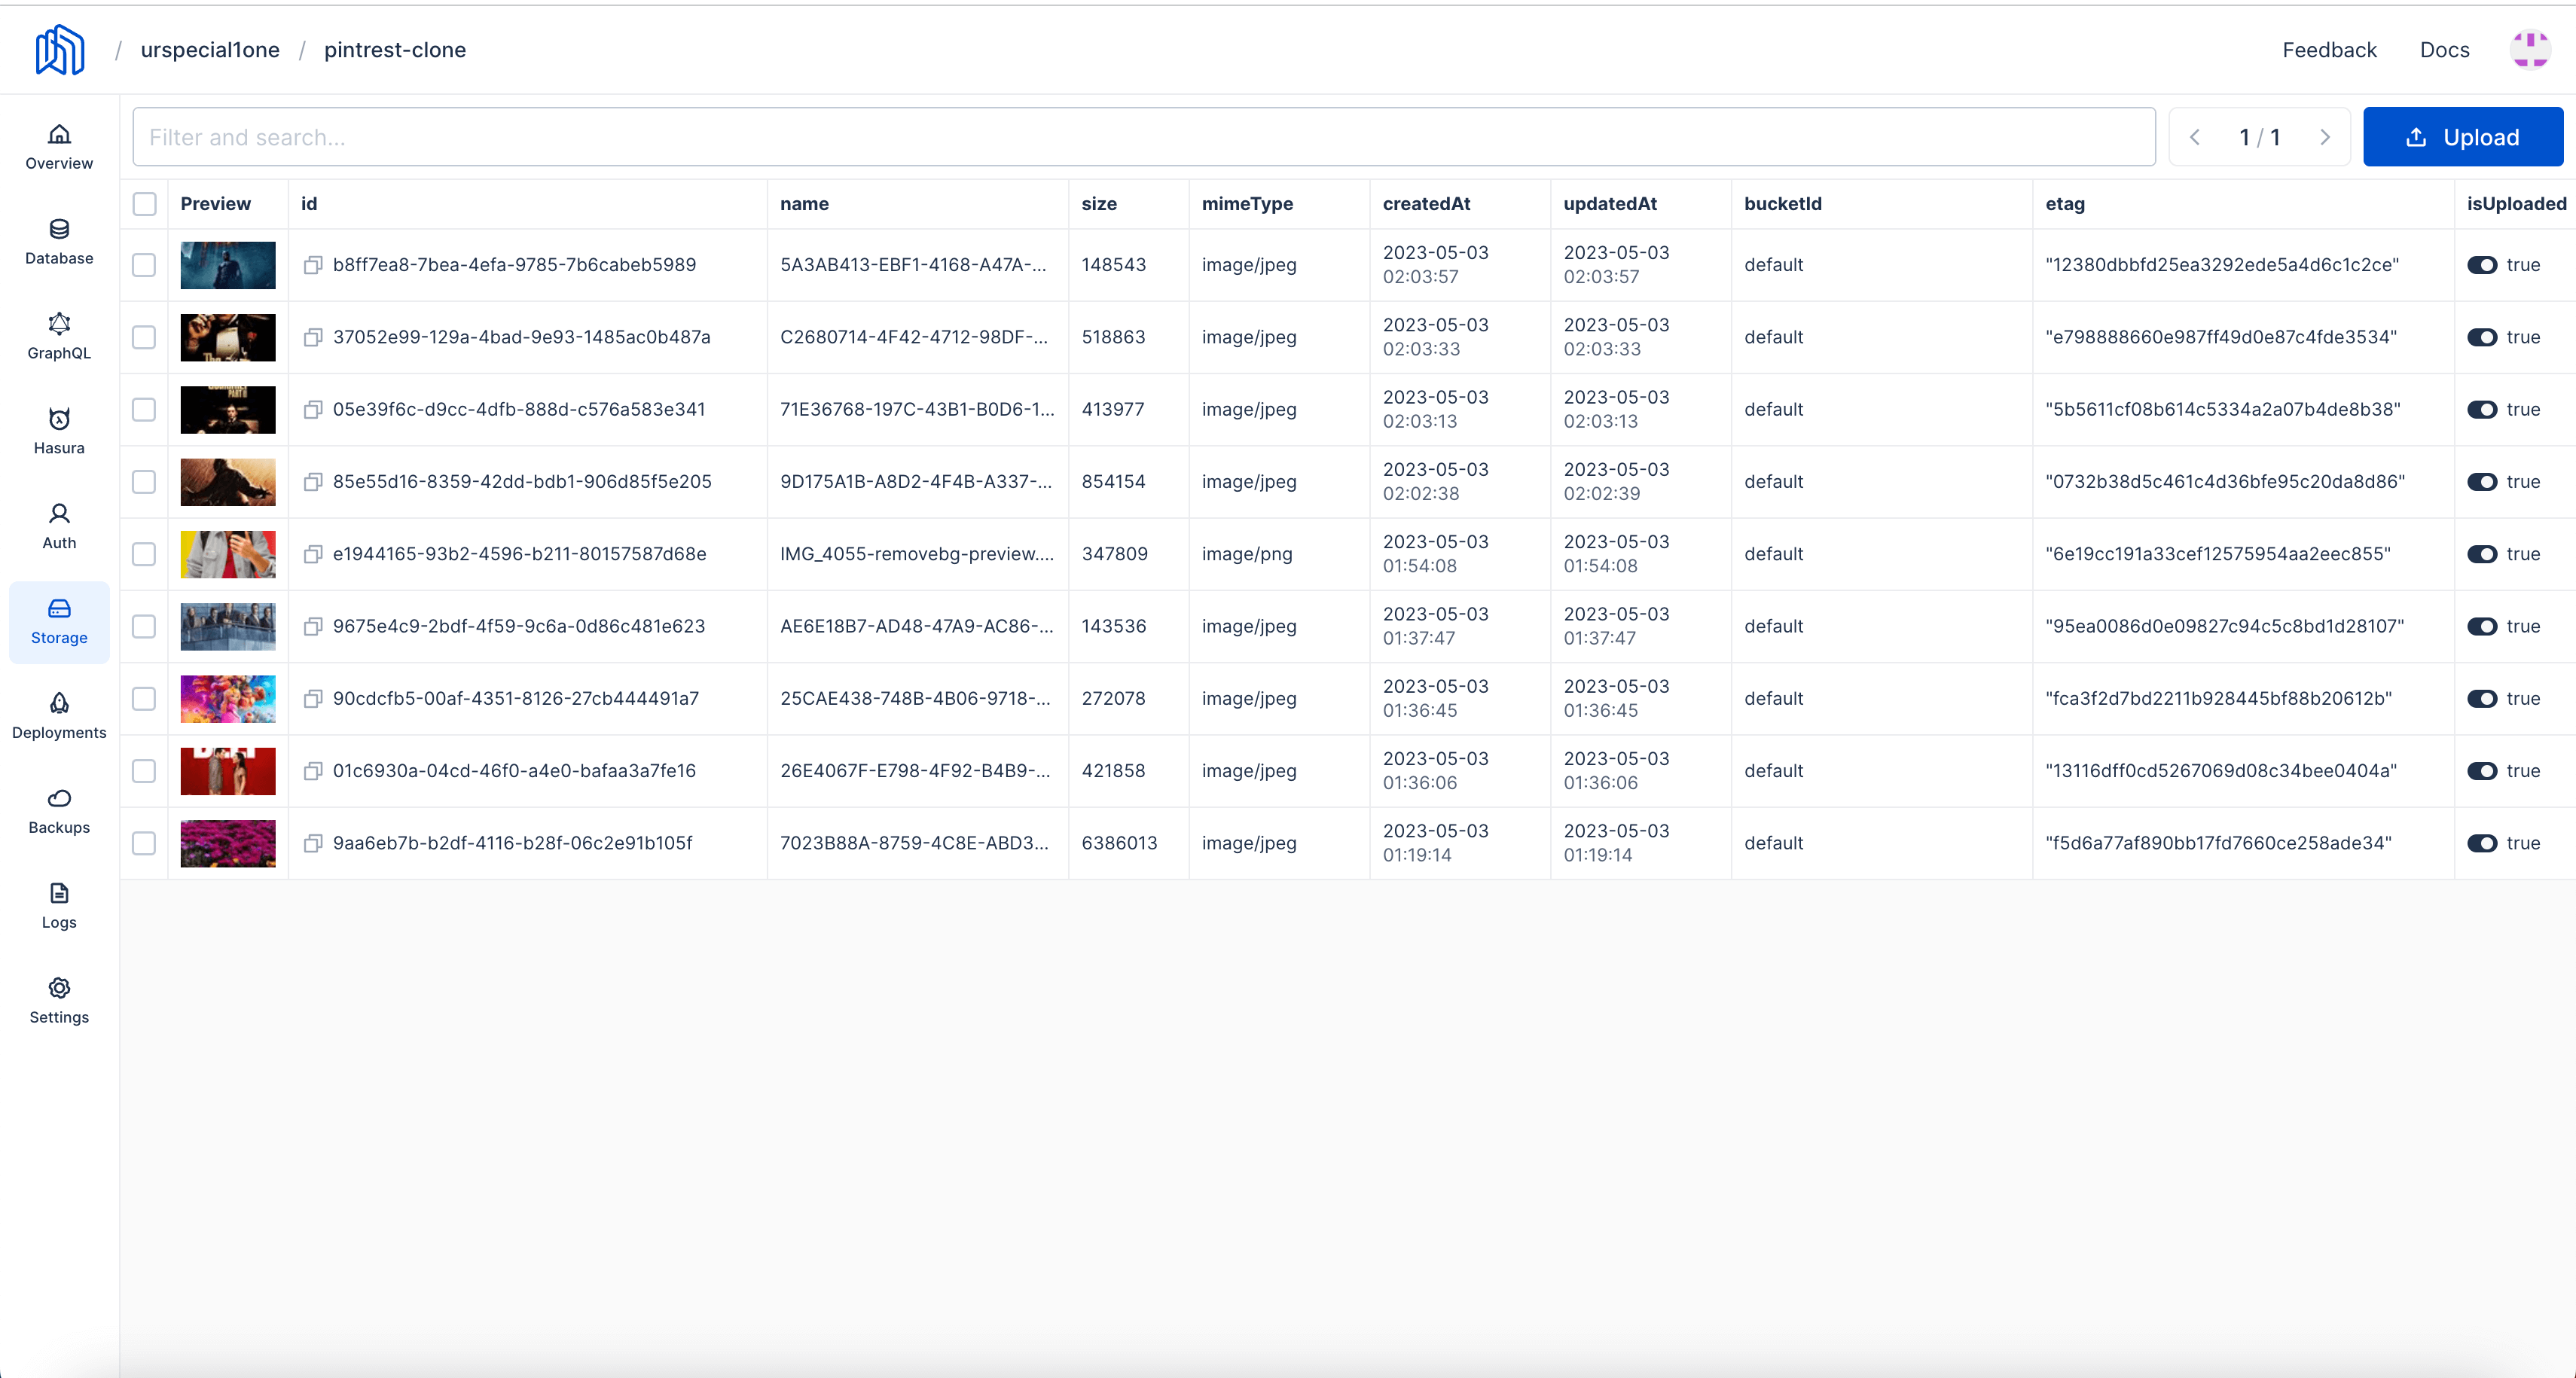 / urspecial1one / pintrest-clone Feedback Docs
Filter and search... 1 / 1 Upload
Overview
Database
GraphQL
Hasura
Auth
Storage
Deployments
Backups
Logs
Settings
Preview id name size mimeType createdAt updatedAt bucketId etag isUploaded
b8ff7ea8-7bea-4efa-9785-7b6cabeb5989 5A3AB413-EBF1-4168-A47A-... 148543 image/jpeg 2023-05-03 02:03:57 2023-05-03 02:03:57 default "12380dbbfd25ea3292ede5a4d6c1c2ce" true
37052e99-129a-4bad-9e93-1485ac0b487a C2680714-4F42-4712-98DF-... 518863 image/jpeg 2023-05-03 02:03:33 2023-05-03 02:03:33 default "e798888660e987ff49d0e87c4fde3534" true
05e39f6c-d9cc-4dfb-888d-c576a583e341 71E36768-197C-43B1-B0D6-1... 413977 image/jpeg 2023-05-03 02:03:13 2023-05-03 02:03:13 default "5b5611cf08b614c5334a2a07b4de8b38" true
85e55d16-8359-42dd-bdb1-906d85f5e205 9D175A1B-A8D2-4F4B-A337-... 854154 image/jpeg 2023-05-03 02:02:38 2023-05-03 02:02:39 default "0732b38d5c461c4d36bfe95c20da8d86" true
e1944165-93b2-4596-b211-80157587d68e IMG_4055-removebg-preview.... 347809 image/png 2023-05-03 01:54:08 2023-05-03 01:54:08 default "6e19cc191a33cef12575954aa2eec855" true
9675e4c9-2bdf-4f59-9c6a-0d86c481e623 AE6E18B7-AD48-47A9-AC86-... 143536 image/jpeg 2023-05-03 01:37:47 2023-05-03 01:37:47 default "95ea0086d0e09827c94c5c8bd1d28107" true
90cdcfb5-00af-4351-8126-27cb444491a7 25CAE438-748B-4B06-9718-... 272078 image/jpeg 2023-05-03 01:36:45 2023-05-03 01:36:45 default "fca3f2d7bd2211b928445bf88b20612b" true
01c6930a-04cd-46f0-a4e0-bafaa3a7fe16 26E4067F-E798-4F92-B4B9-... 421858 image/jpeg 2023-05-03 01:36:06 2023-05-03 01:36:06 default "13116dff0cd5267069d08c34bee0404a" true
9aa6eb7b-b2df-4116-b28f-06c2e91b105f 7023B88A-8759-4C8E-ABD3... 6386013 image/jpeg 2023-05-03 01:19:14 2023-05-03 01:19:14 default "f5d6a77af890bb17fd7660ce258ade34" true